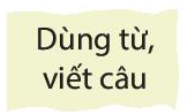 Dùng từ,
viết câu